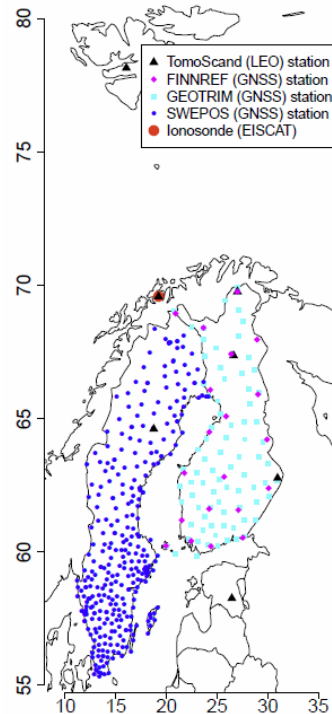 80
TomoScand (LEO) station
FINNREF (GNSS) station
GEOTRIM (GNSS) station
SWEPOS (GNSS) station
Ionosonde (EISCAT)
75
70
65
60
55
10 15 20 25 30 35